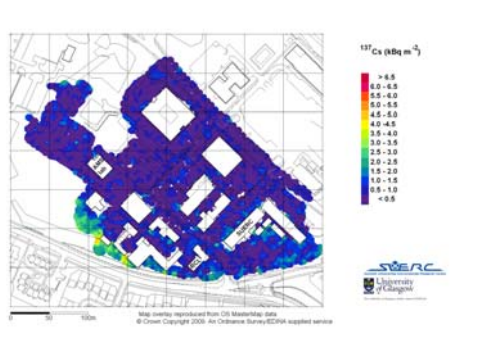 137Cs (kBq m-2)
> 6.5
6.0 - 6.5
5.5 - 6.0
5.0 - 5.5
4.5 - 5.0
4.0 -4.5
3.5 - 4.0
3.0 - 3.5
2.5 - 3.0
2.0 - 2.5
1.5 - 2.0
1.0 - 1.5
0.5 - 1.0
< 0.5
AMS
lab
SUERC
SUERC
University
of Glasgow
0 50 100m
Map overlay reproduced from OS MasterMap data
© Crown Copyright 2009. An Ordnance Survey/EDINA supplied service